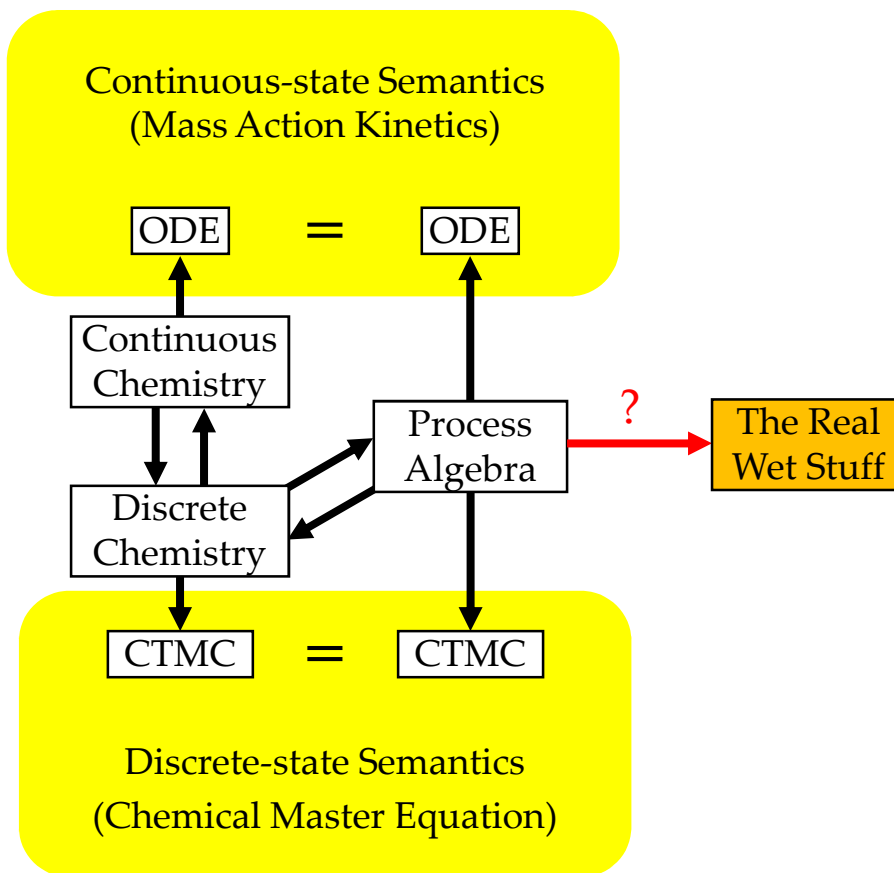 Continuous-state Semantics
(Mass Action Kinetics)
ODE = ODE
Continuous
Chemistry
Process
Algebra
?
The Real
Wet Stuff
Discrete
Chemistry
CTMC = CTMC
Discrete-state Semantics
(Chemical Master Equation)